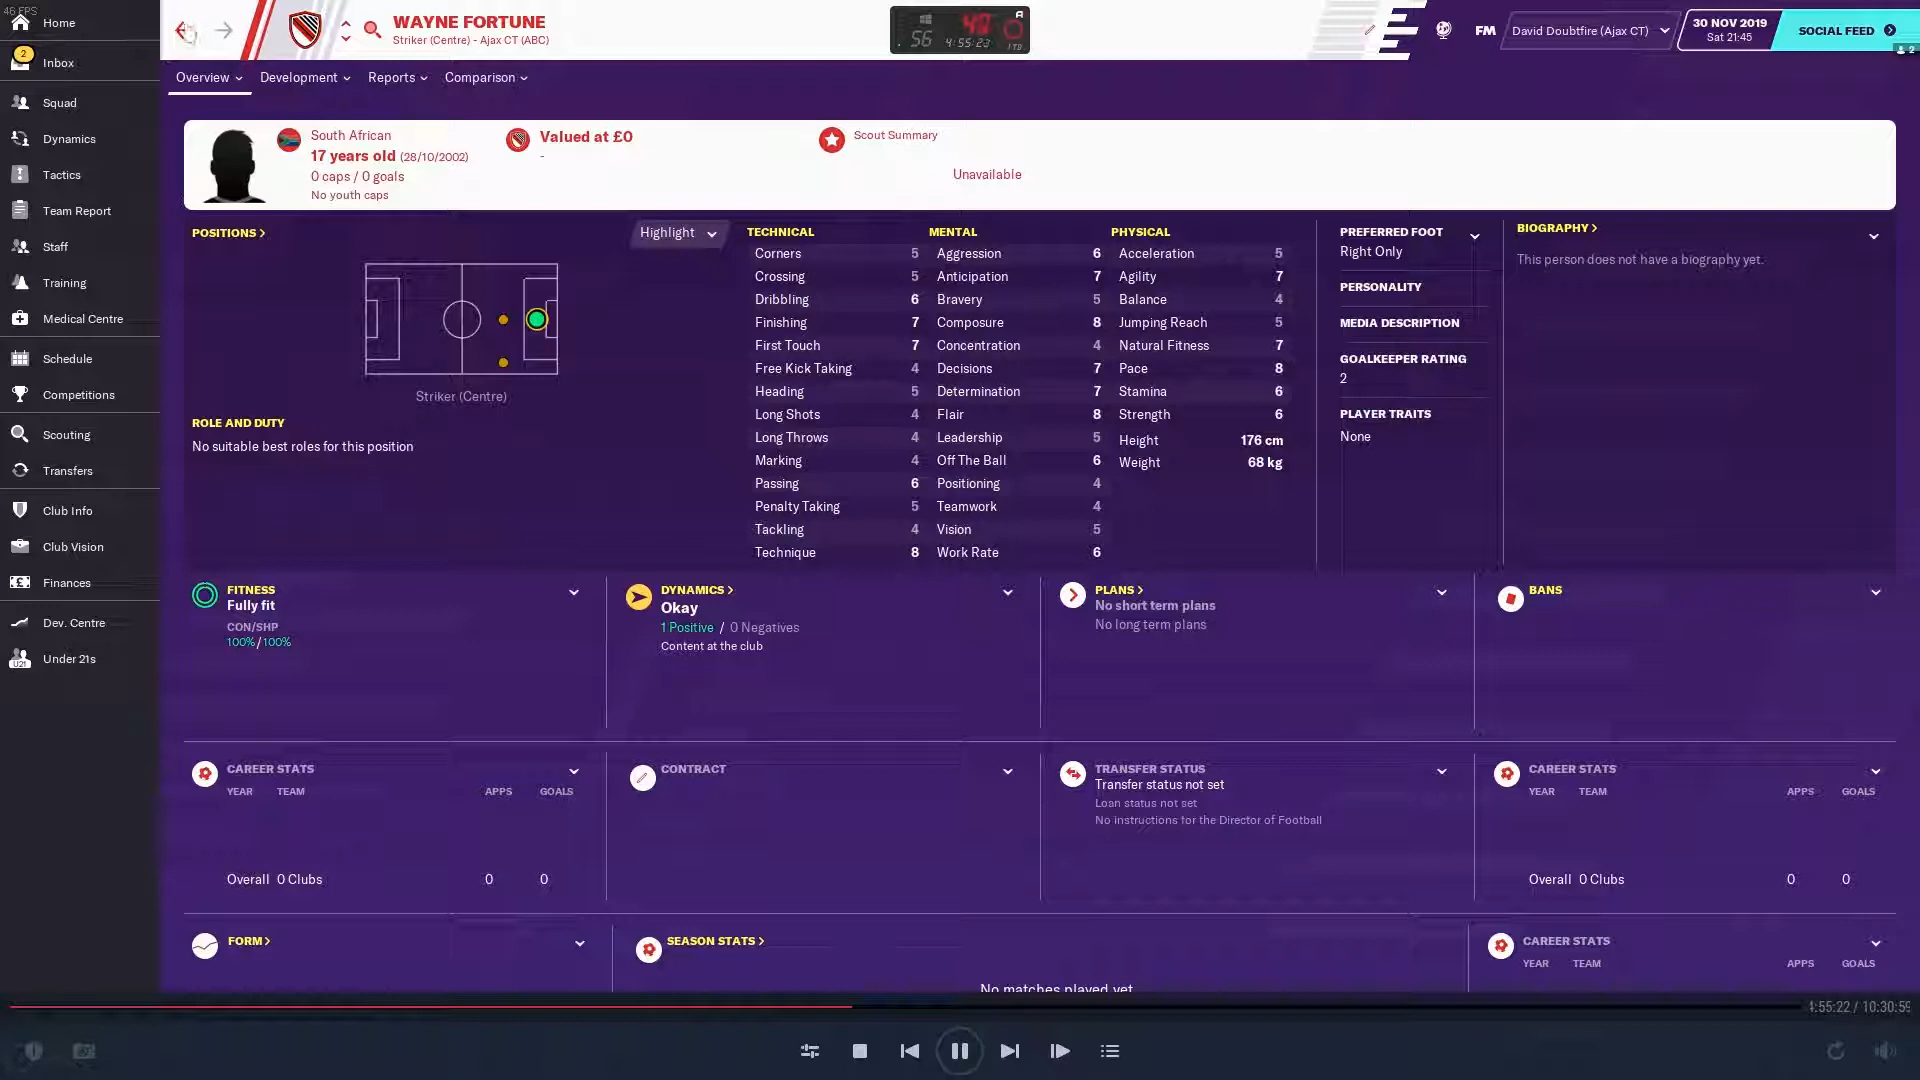 46 FPS
Home
2
Inbox
Squad
Dynamics
Tactics
Team Report
Staff
Training
Medical Centre
Schedule
Competitions
Scouting
Transfers
Club Info
Club Vision
Finances
Dev. Centre
U21
Under 21s
WAYNE FORTUNE
Striker (Centre) - Ajax CT (ABC)
56
4:55:23
A
1TB
FM
David Doubtfire (Ajax CT)
30 NOV 2019
Sat 21:45
SOCIAL FEED
2
Overview
Development
Reports
Comparison
South African
17 years old (28/10/2002)
0 caps / 0 goals
No youth caps
Valued at £0
-
Scout Summary
Unavailable
POSITIONS >
Highlight
Striker (Centre)
ROLE AND DUTY
No suitable best roles for this position
TECHNICAL
Corners 5
Crossing 5
Dribbling 6
Finishing 7
First Touch 7
Free Kick Taking 4
Heading 5
Long Shots 4
Long Throws 4
Marking 4
Passing 6
Penalty Taking 5
Tackling 4
Technique 8
MENTAL
Aggression 6
Anticipation 7
Bravery 5
Composure 8
Concentration 4
Decisions 7
Determination 7
Flair 8
Leadership 5
Off The Ball 6
Positioning 4
Teamwork 4
Vision 5
Work Rate 6
PHYSICAL
Acceleration 5
Agility 7
Balance 4
Jumping Reach 5
Natural Fitness 7
Pace 8
Stamina 6
Strength 6
Height 176 cm
Weight 68 kg
PREFERRED FOOT
Right Only
PERSONALITY
MEDIA DESCRIPTION
GOALKEEPER RATING
2
PLAYER TRAITS
None
BIOGRAPHY >
This person does not have a biography yet.
FITNESS
Fully fit
CON/SHP
100% / 100%
DYNAMICS >
Okay
1 Positive / 0 Negatives
Content at the club
PLANS >
No short term plans
No long term plans
BANS
CAREER STATS
YEAR TEAM APPS GOALS
Overall 0 Clubs 0 0
CONTRACT
TRANSFER STATUS
Transfer status not set
Loan status not set
No instructions for the Director of Football
CAREER STATS
YEAR TEAM APPS GOALS
Overall 0 Clubs 0 0
FORM >
SEASON STATS >
No matches played yet
CAREER STATS
YEAR TEAM APPS GOALS
4:55:22 / 10:30:59